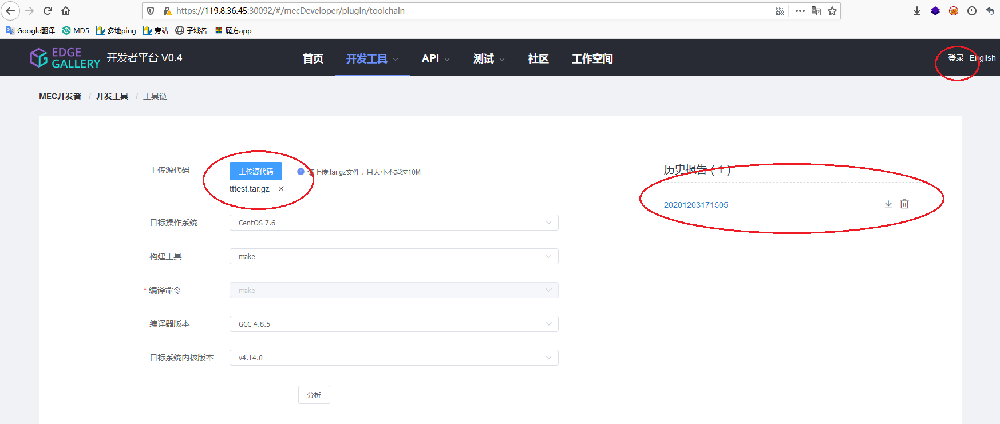 https://119.8.36.45:30092/#/mecDeveloper/plugin/toolchain
Google翻译 MD5 多地ping 旁站 子域名 魔方app
EDGE GALLERY 开发者平台 V0.4 首页 开发工具 API 测试 社区 工作空间 登录 English
MEC开发者 / 开发工具 / 工具链
上传源代码 上传源代码 请上传.tar.gz文件，且大小不超过10M
tttest.tar.gz
目标操作系统 CentOS 7.6
构建工具 make
* 编译命令 make
编译器版本 GCC 4.8.5
目标系统内核版本 v4.14.0
分析
历史报告 ( 1 )
20201203171505